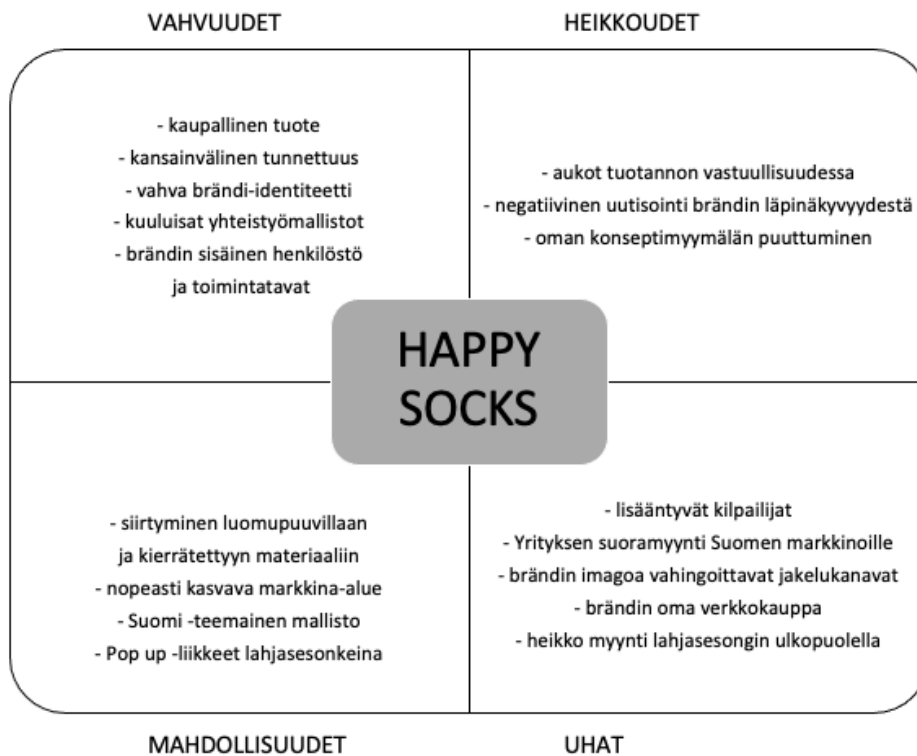 VAHVUUDET
HEIKKOUDET
- kaupallinen tuote
- kansainvälinen tunnettuus
- vahva brändi-identiteetti
- kuuluisat yhteistyömallistot
- brändin sisäinen henkilöstö
ja toimintatavat
- aukot tuotannon vastuullisuudessa
- negatiivinen uutisointi brändin läpinäkyvyydestä
- oman konseptimyymälän puuttuminen
HAPPY
SOCKS
- siirtyminen luomupuuvillaan
ja kierrätettyyn materiaaliin
- nopeasti kasvava markkina-alue
- Suomi -teemainen mallisto
- Pop up -liikkeet lahjasesonkeina
- lisääntyvät kilpailijat
- Yrityksen suoramyynti Suomen markkinoille
- brändin imagoa vahingoittavat jakelukanavat
- brändin oma verkkokauppa
- heikko myynti lahjasesongin ulkopuolella
MAHDOLLISUUDET
UHAT